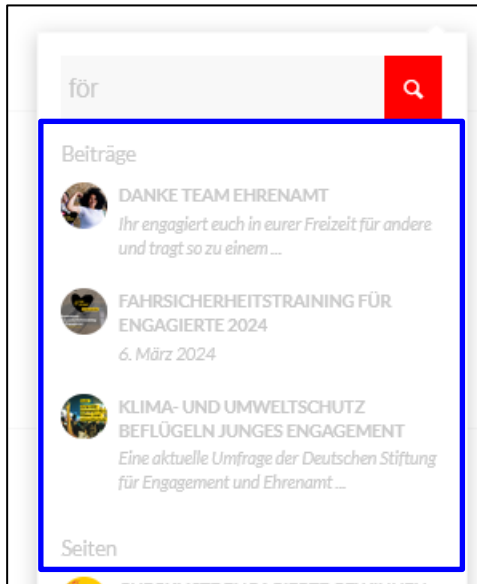 för
Beiträge
DANKE TEAM EHRENAMT
Ihr engagiert euch in eurer Freizeit für andere
und tragt so zu einem ...
FAHRSICHERHEITSTRAINING FÜR
ENGAGIERTE 2024
6. März 2024
KLIMA- UND UMWELTSCHUTZ
BEFLÜGELN JUNGES ENGAGEMENT
Eine aktuelle Umfrage der Deutschen Stiftung
für Engagement und Ehrenamt ...
Seiten